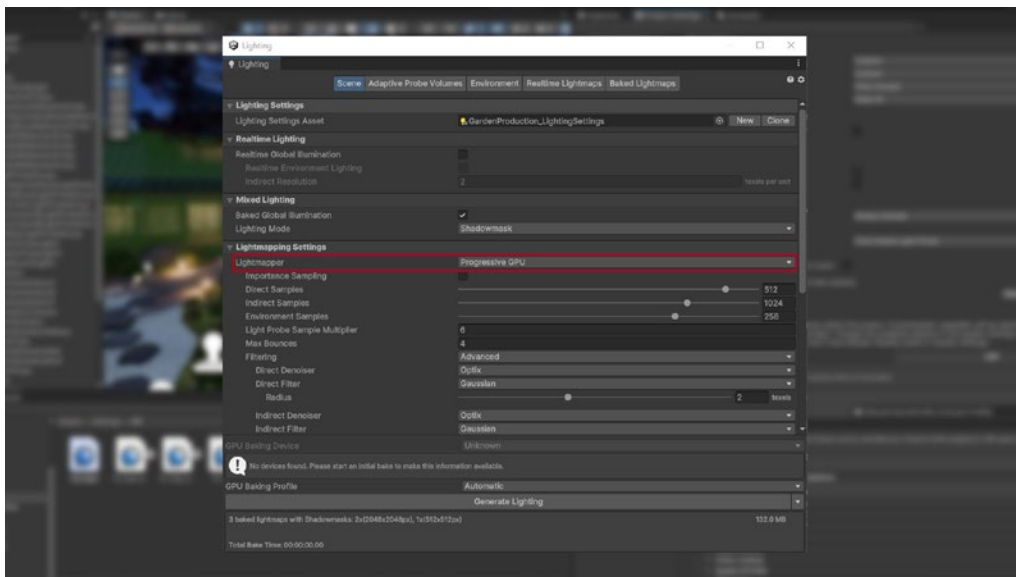 Lighting
Lighting
Scene Adaptive Probe Volumes Environment Realtime Lightmaps Baked Lightmaps
Lighting Settings
Lighting Settings Asset GardenProduction_LightingSettings New Clone
Realtime Lighting
Realtime Global Illumination
Realtime Environment Lighting
Indirect Resolution 2 texels per unit
Mixed Lighting
Baked Global Illumination
Lighting Mode Shadowmask
Lightmapping Settings
Lightmapper Progressive GPU
Importance Sampling
Direct Samples 512
Indirect Samples 1024
Environment Samples 256
Light Probe Sample Multiplier 6
Max Bounces 4
Filtering Advanced
Direct Denoiser Optix
Direct Filter Gaussian
Radius 2 texels
Indirect Denoiser Optix
Indirect Filter Gaussian
GPU Baking Device Unknown
No devices found. Please start an initial bake to make this information available.
GPU Baking Profile Automatic
Generate Lighting
3 baked lightmaps with Shadowmasks: 2x(2048x2048px), 1x(512x512px) 102.0 MB
Total Bake Time: 00:00:00.00